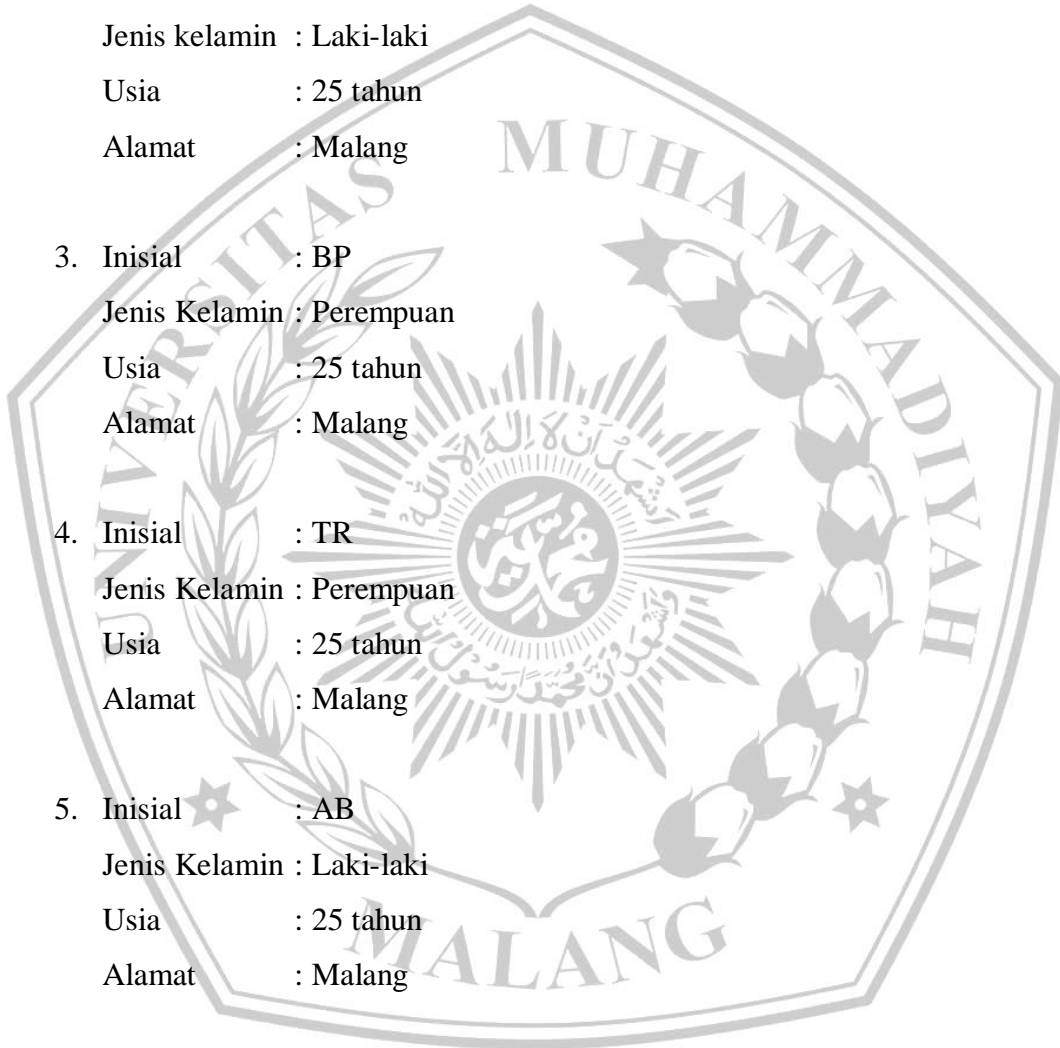 Jenis kelamin : Laki-laki
Usia : 25 tahun
Alamat : Malang
3. Inisial : BP
Jenis Kelamin : Perempuan
Usia : 25 tahun
Alamat : Malang
4. Inisial : TR
Jenis Kelamin : Perempuan
Usia : 25 tahun
Alamat : Malang
5. Inisial : AB
Jenis Kelamin : Laki-laki
Usia : 25 tahun
Alamat : Malang
UNIVERSITAS MUHAMMADIYAH
MALANG